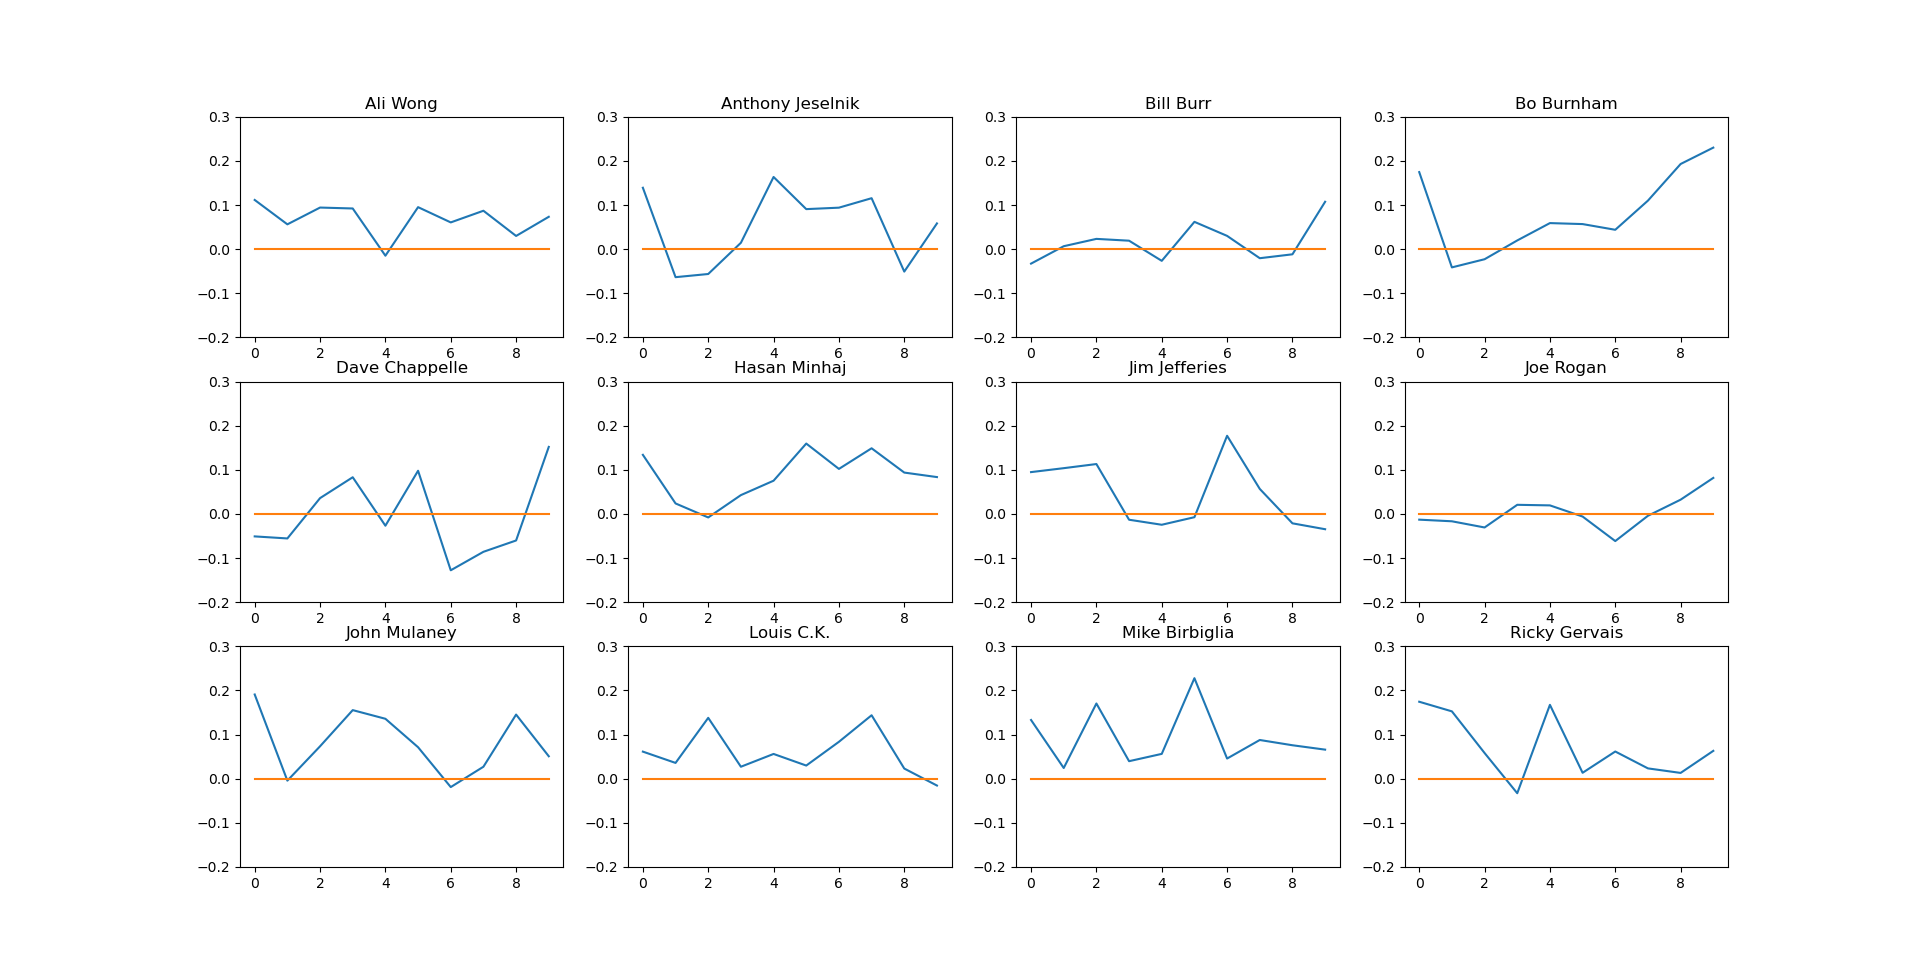 Ali Wong Anthony Jeselnik Bill Burr Bo Burnham
0.3 0.3 0.3 0.3
0.2 0.2 0.2 0.2
0.1 0.1 0.1 0.1
0.0 0.0 0.0 0.0
−0.1 −0.1 −0.1 −0.1
−0.2 −0.2 −0.2 −0.2
0 2 4 6 8 0 2 4 6 8 0 2 4 6 8 0 2 4 6 8
Dave Chappelle Hasan Minhaj Jim Jefferies Joe Rogan
0.3 0.3 0.3 0.3
0.2 0.2 0.2 0.2
0.1 0.1 0.1 0.1
0.0 0.0 0.0 0.0
−0.1 −0.1 −0.1 −0.1
−0.2 −0.2 −0.2 −0.2
0 2 4 6 8 0 2 4 6 8 0 2 4 6 8 0 2 4 6 8
John Mulaney Louis C.K. Mike Birbiglia Ricky Gervais
0.3 0.3 0.3 0.3
0.2 0.2 0.2 0.2
0.1 0.1 0.1 0.1
0.0 0.0 0.0 0.0
−0.1 −0.1 −0.1 −0.1
−0.2 −0.2 −0.2 −0.2
0 2 4 6 8 0 2 4 6 8 0 2 4 6 8 0 2 4 6 8